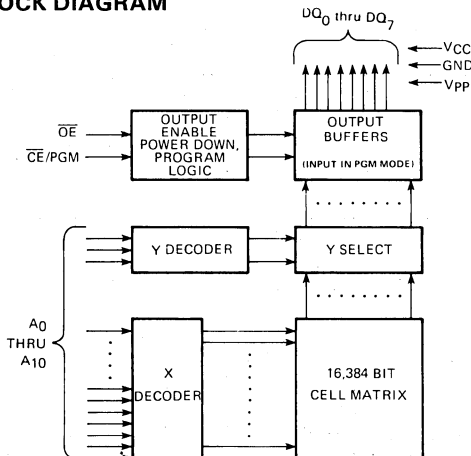 OCK DIAGRAM
DQ0 thru DQ7
VCC
GND
VPP
OE
CE/PGM
OUTPUT
ENABLE
POWER DOWN,
PROGRAM
LOGIC
OUTPUT
BUFFERS
(INPUT IN PGM MODE)
Y DECODER
Y SELECT
A0
THRU
A10
X
DECODER
16,384 BIT
CELL MATRIX